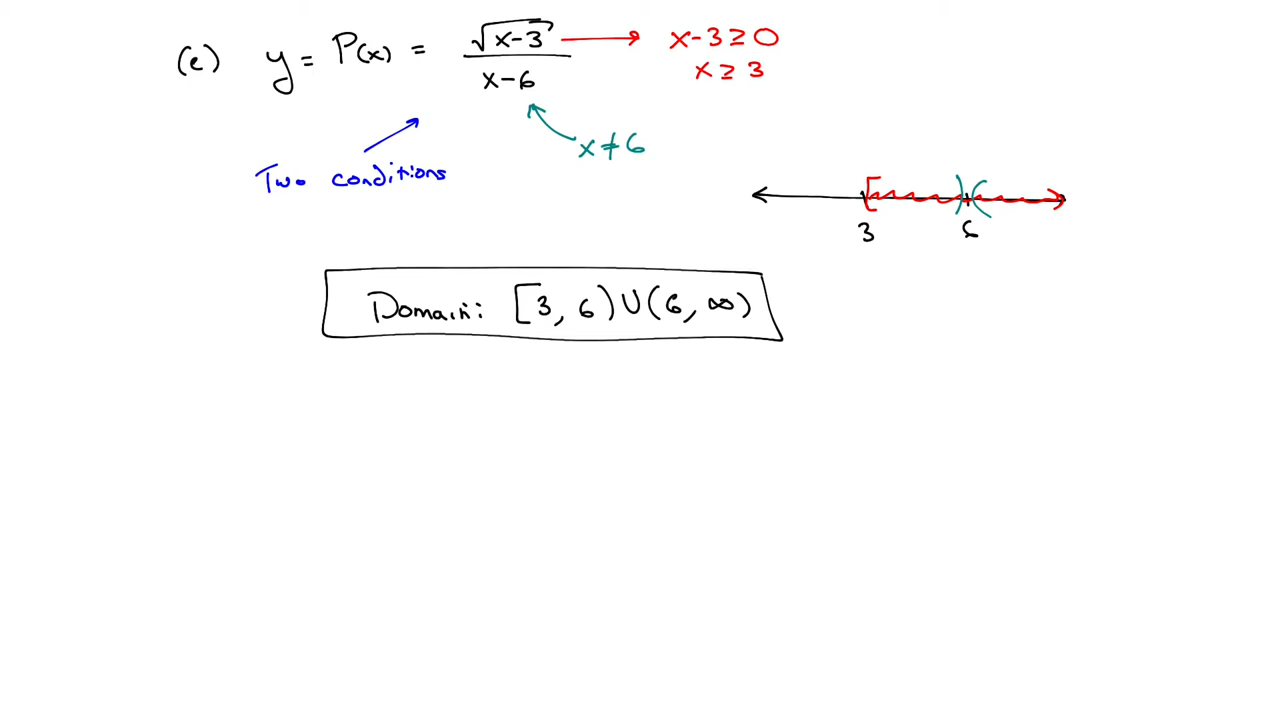 (e) y = P(x) = √(x-3) / (x-6) → x-3 ≥ 0
x ≥ 3
x ≠ 6
Two conditions
3 6
Domain: [3, 6) ∪ (6, ∞)